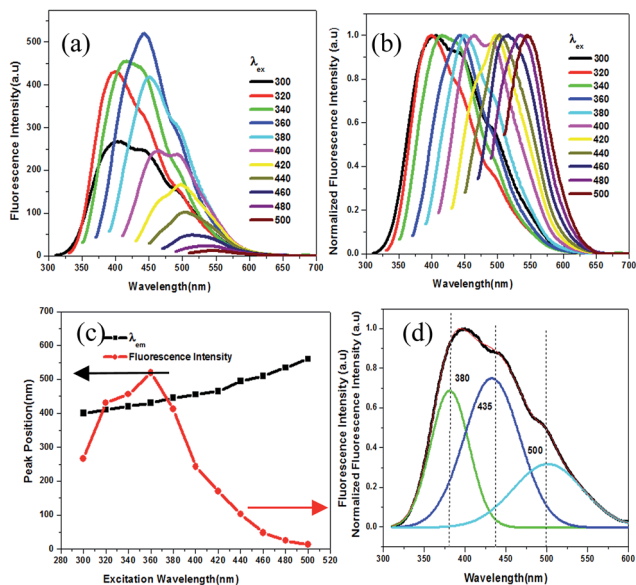 (a)
Fluorescence Intensity(a.u)
500
400
300
200
100
0
λex
300
320
340
360
380
400
420
440
460
480
500
300 350 400 450 500 550 600 650 700
Wavelength(nm)
(b)
Normalized Fluorescence Intensity(a.u)
1.0
0.8
0.6
0.4
0.2
0.0
λex
300
320
340
360
380
400
420
440
460
480
500
300 350 400 450 500 550 600 650 700
Wavelength(nm)
(c)
Peak Position(nm)
700
600
500
400
300
200
100
0
λem
Fluorescence Intensity
280 300 320 340 360 380 400 420 440 460 480 500 520
Excitation Wavelength(nm)
(d)
Fluorescence Intensity (a.u)
Normalized Fluorescence Intensity (a.u)
1.0
0.8
0.6
0.4
0.2
0.0
380
435
500
300 350 400 450 500 550 600
Wavelength(nm)